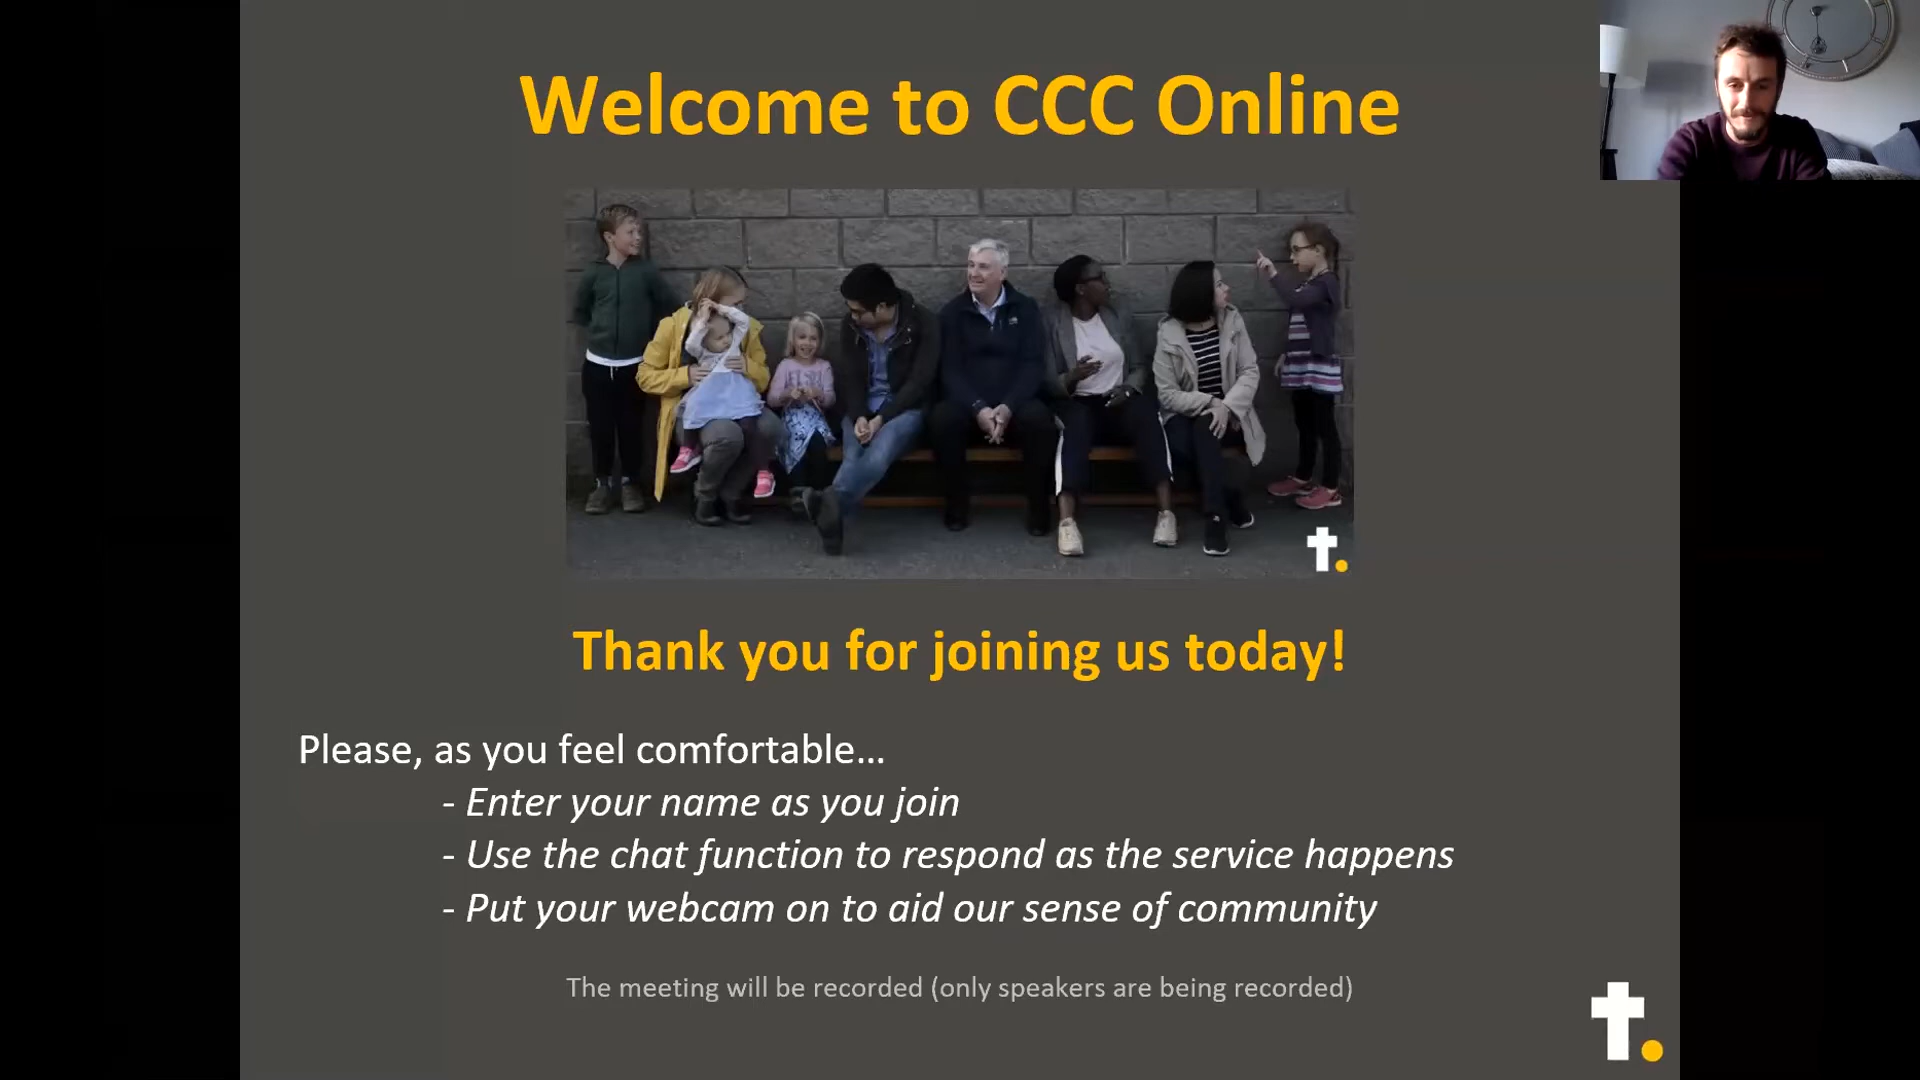 Welcome to CCC Online
Thank you for joining us today!
Please, as you feel comfortable…
- Enter your name as you join
- Use the chat function to respond as the service happens
- Put your webcam on to aid our sense of community
The meeting will be recorded (only speakers are being recorded)